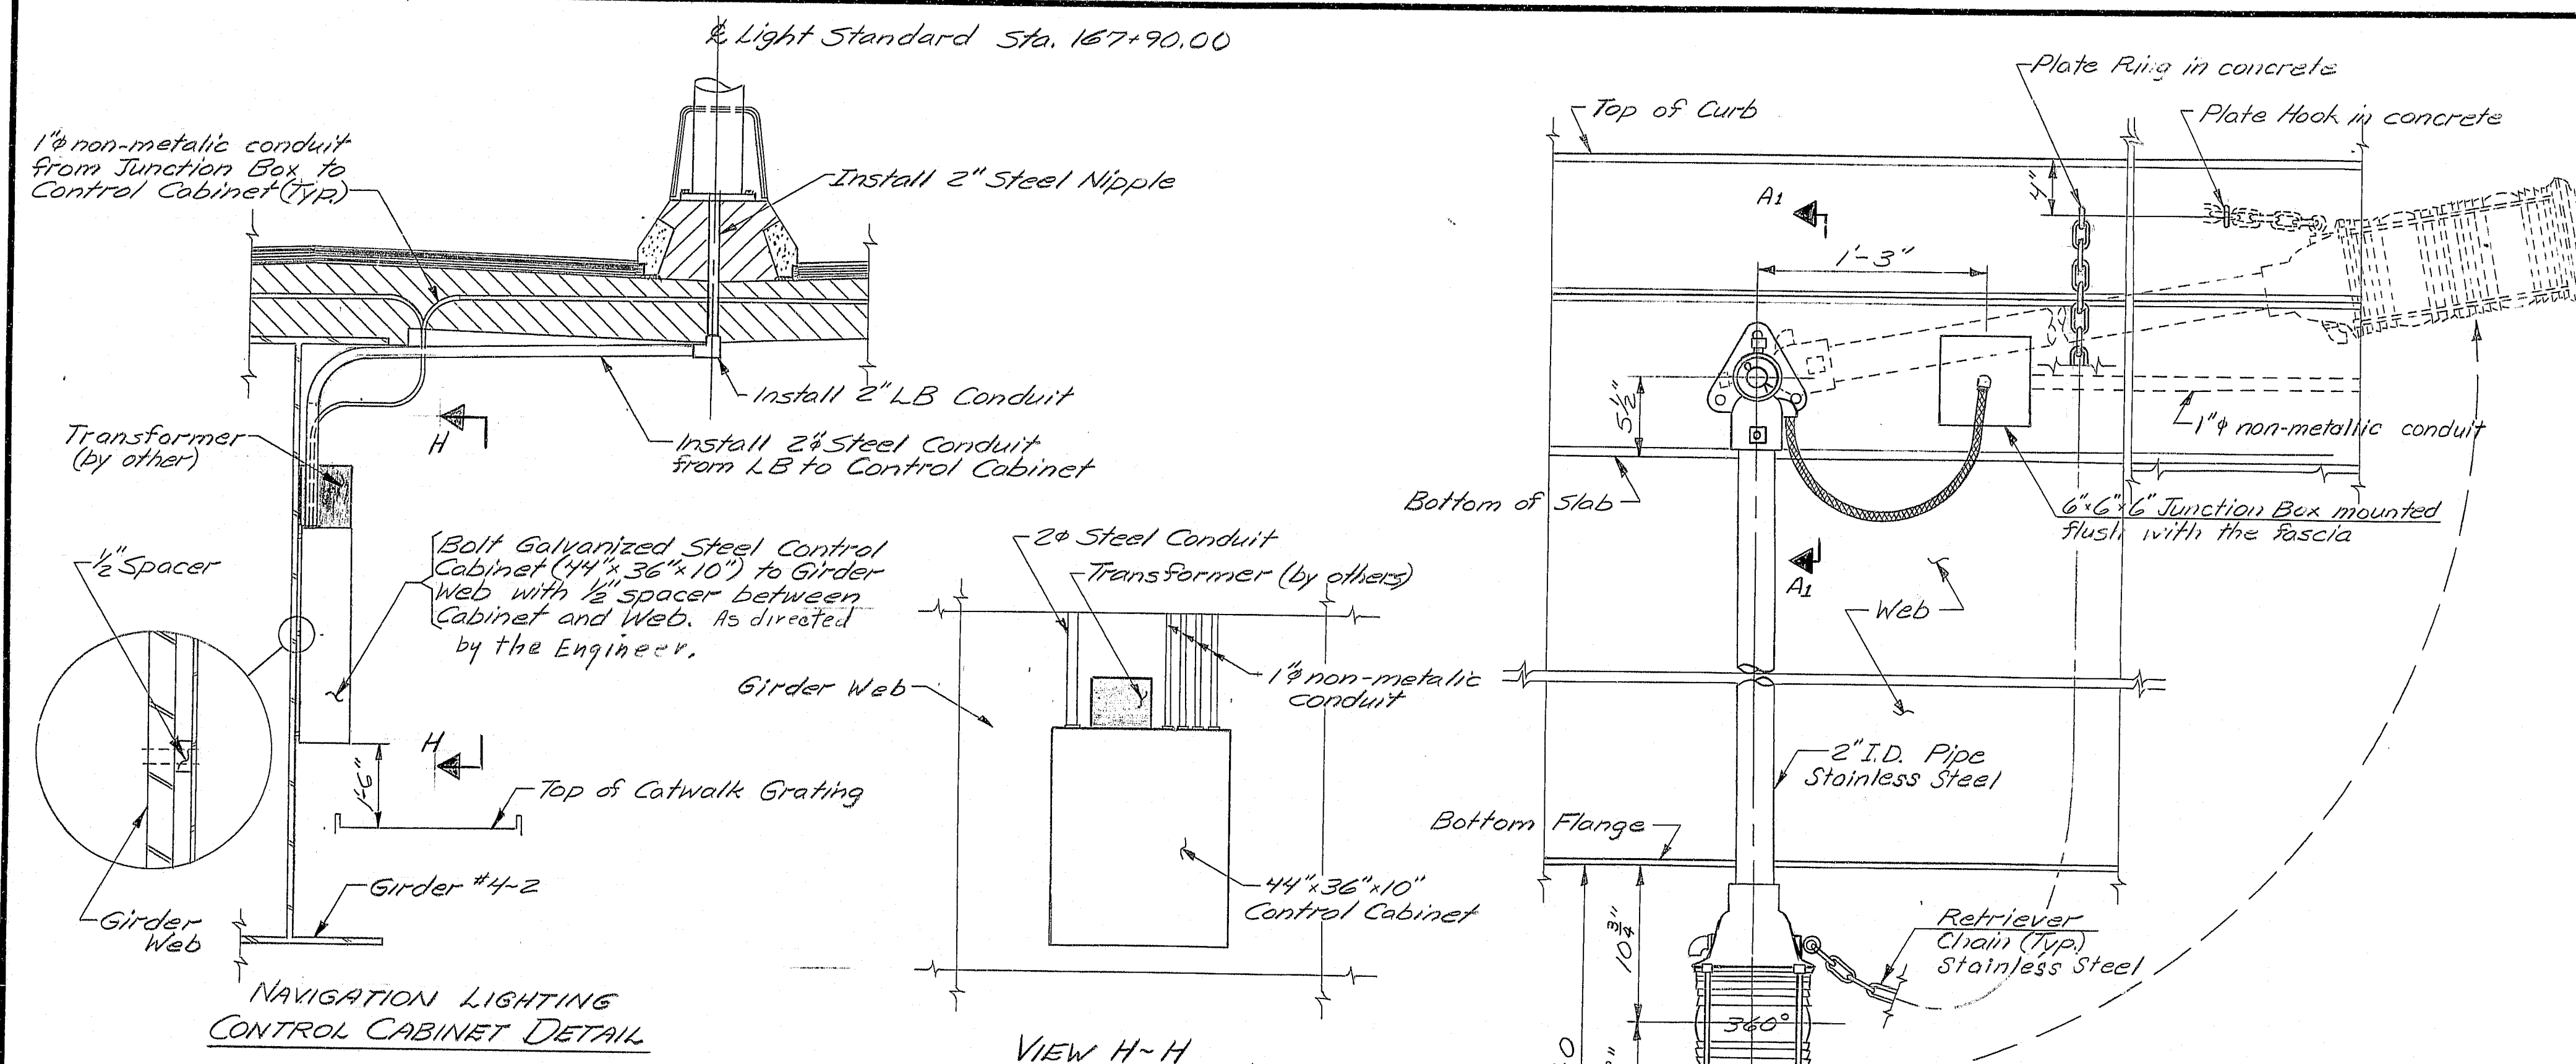 ℄ Light Standard Sta. 167+90.00
1"φ non-metalic conduit
from Junction Box to
Control Cabinet (Typ.)
Install 2" Steel Nipple
Install 2" LB Conduit
H
Install 2"φ Steel Conduit
from LB to Control Cabinet
Transformer
(by other)
1/2" Spacer
Bolt Galvanized Steel Control
Cabinet (44"x 36"x 10") to Girder
Web with 1/2" spacer between
Cabinet and Web. As directed
by the Engineer.
H
1'-6"
Top of Catwalk Grating
Girder #4-2
Girder
Web
NAVIGATION LIGHTING
CONTROL CABINET DETAIL
2φ Steel Conduit
Transformer (by others)
Girder Web
1"φ non-metalic
conduit
44"x36"x10"
Control Cabinet
VIEW H~H
Plate Ring in concrete
Top of Curb
Plate Hook in concrete
4"
A1
1'-3"
5 1/2"
1"φ non-metallic conduit
Bottom of Slab
6"x6"x6" Junction Box mounted
flush with the fascia
A1
Web
2" I.D. Pipe
Stainless Steel
Bottom Flange
10 3/4"
Retriever
Chain (Typ.)
Stainless Steel
360°